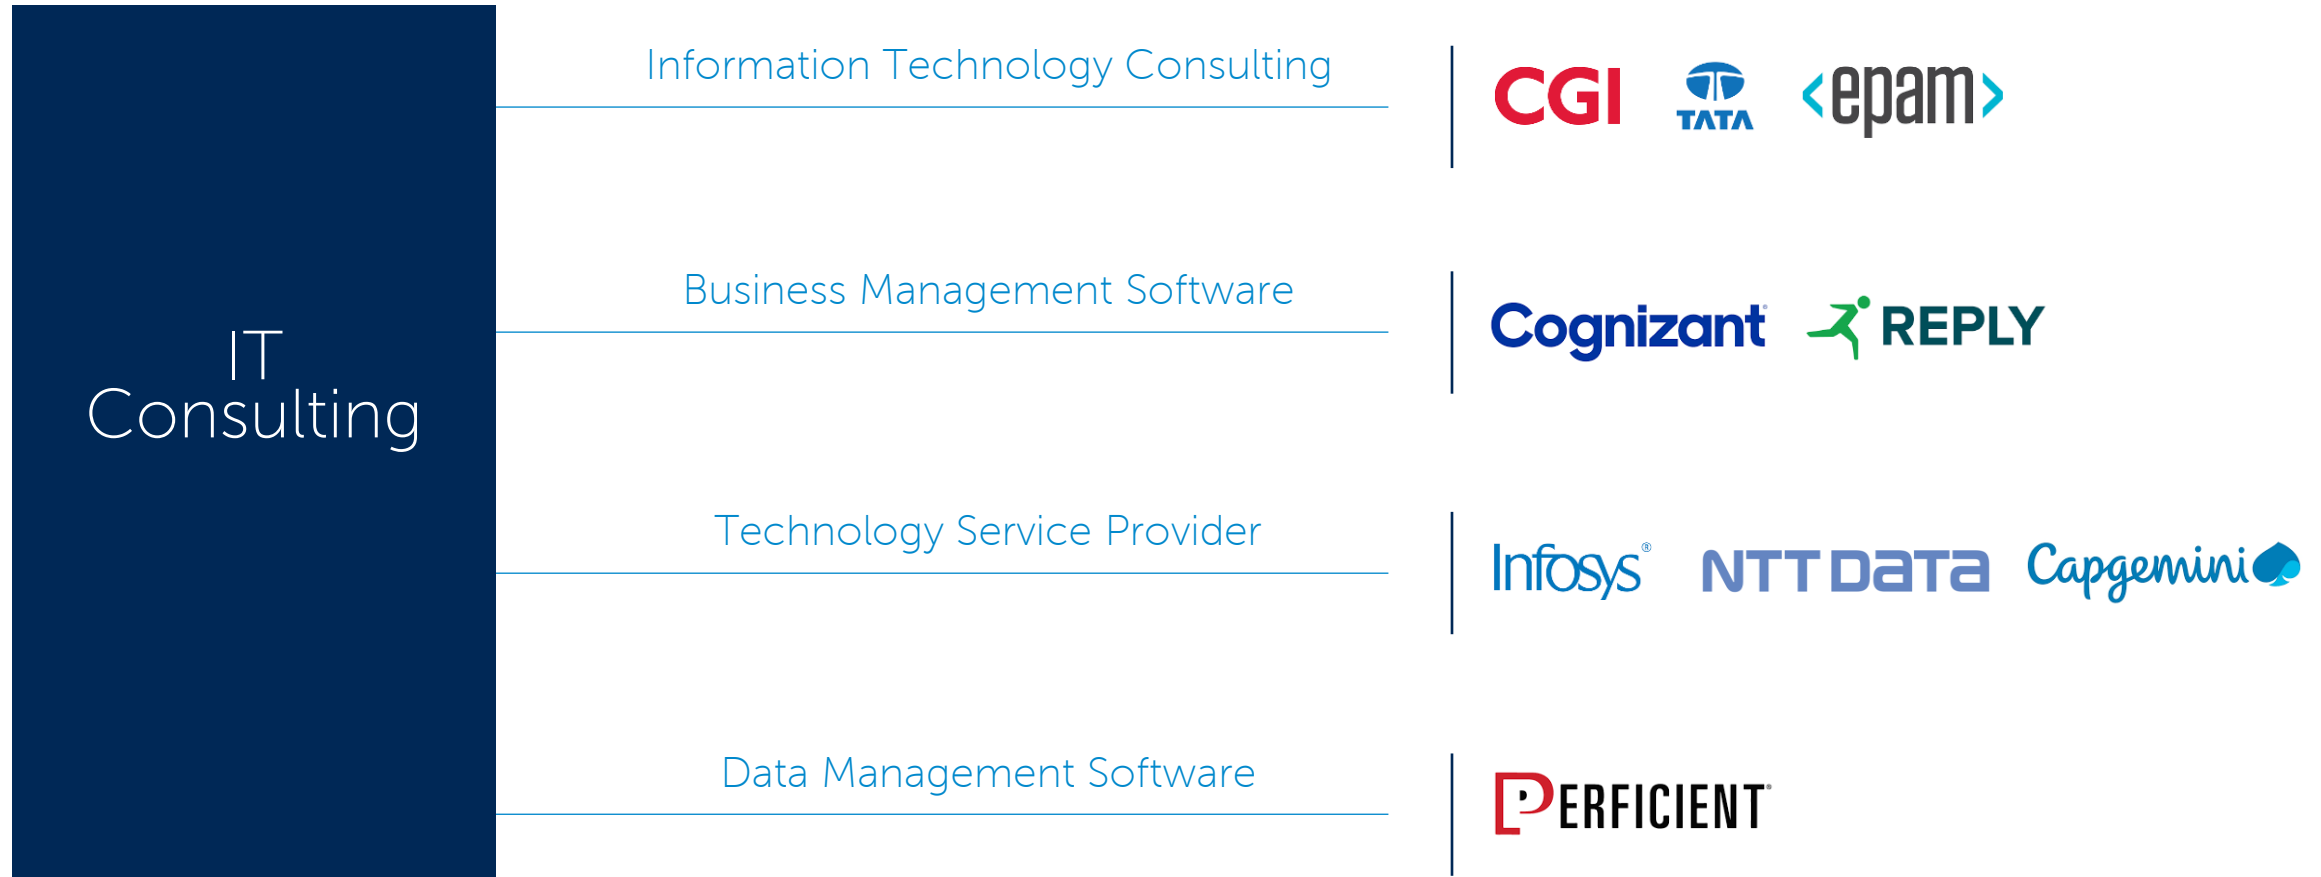 IT
Consulting
Information Technology Consulting
CGI TATA <epam>
Business Management Software
Cognizant® REPLY
Technology Service Provider
Infosys® NTT DATA Capgemini
Data Management Software
PERFICIENT®